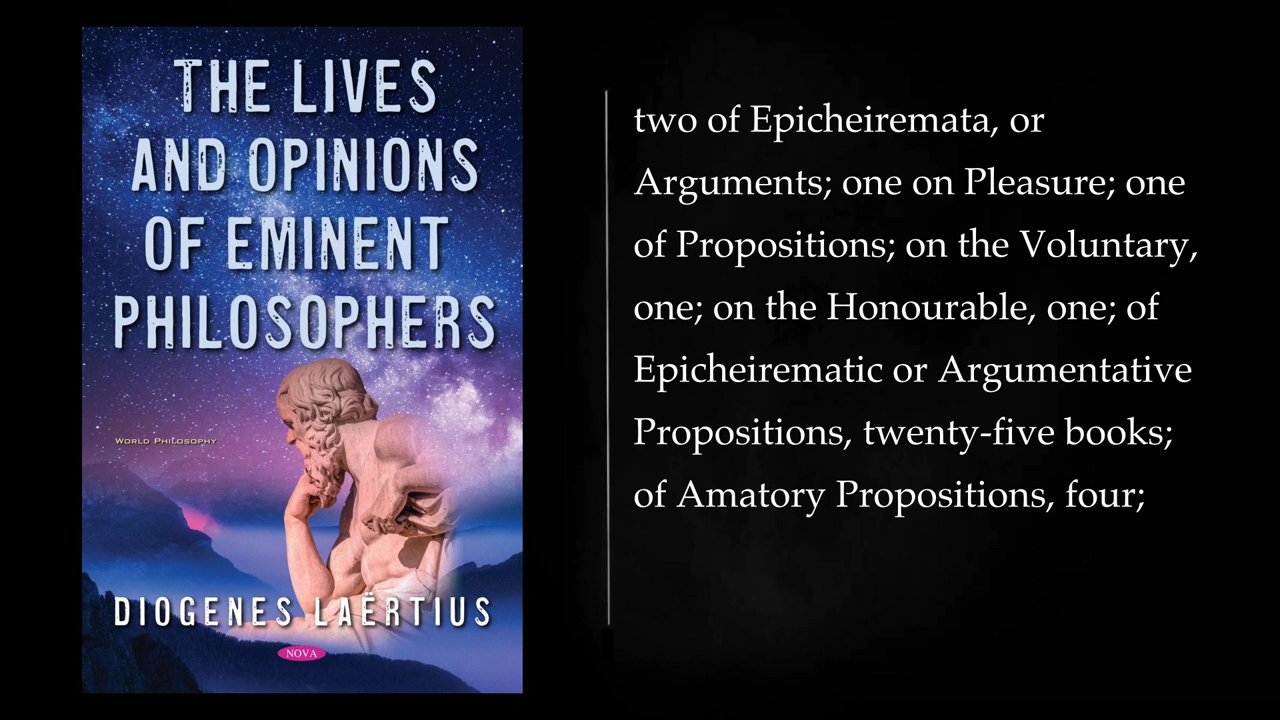 THE LIVES
AND OPINIONS
OF EMINENT
PHILOSOPHERS
WORLD PHILOSOPHY
DIOGENES LAËRTIUS
NOVA
two of Epicheiremata, or
Arguments; one on Pleasure; one
of Propositions; on the Voluntary,
one; on the Honourable, one; of
Epicheirematic or Argumentative
Propositions, twenty-five books;
of Amatory Propositions, four;